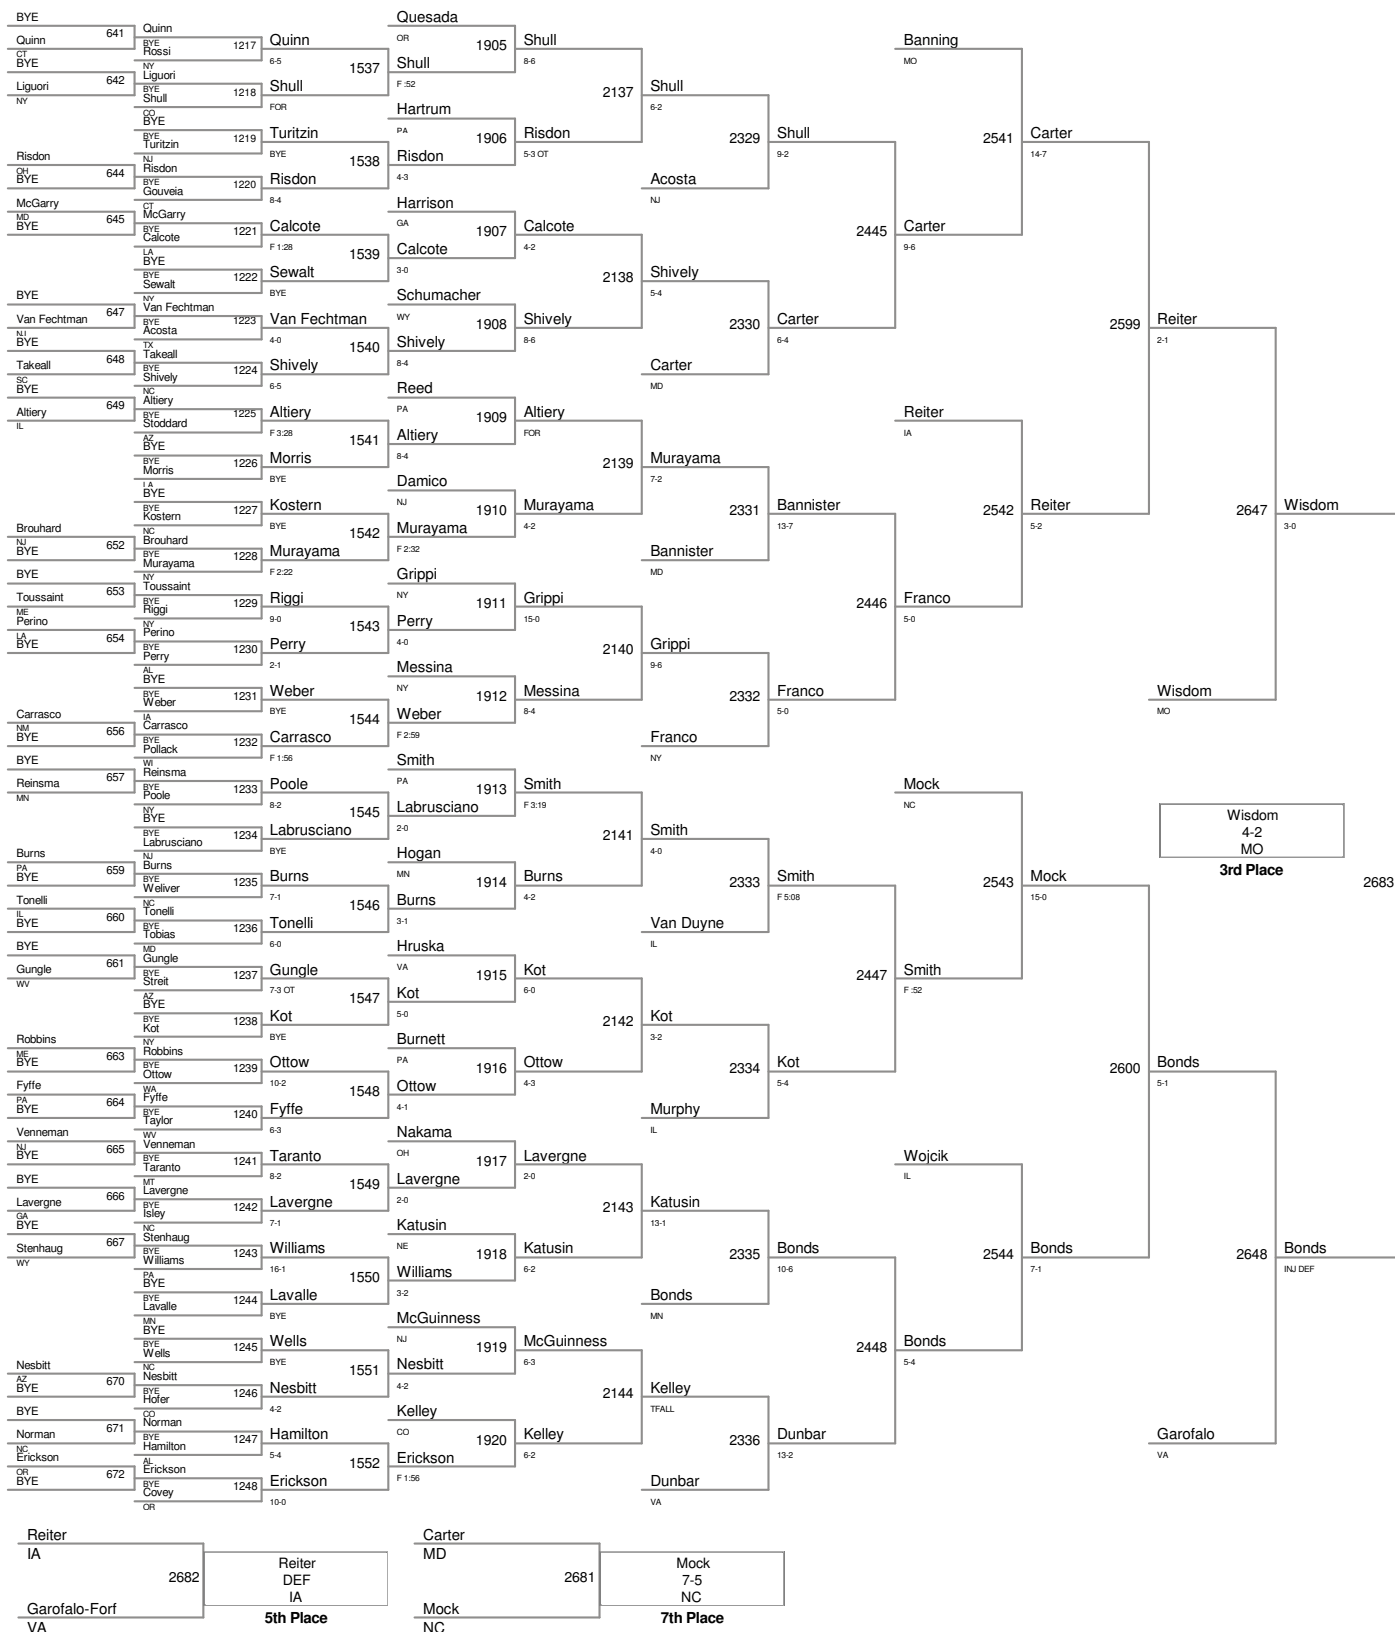 BYE
641
Quinn
CT
BYE
642
Liguori
NY
Risdon
OH
644
BYE
McGarry
MD
645
BYE
BYE
647
Van Fechtman
NJ
BYE
648
Takeall
SC
BYE
649
Altiery
IL
Brouhard
NJ
652
BYE
BYE
653
Toussaint
ME
Perino
LA
654
BYE
Carrasco
NM
656
BYE
BYE
657
Reinsma
MN
Burns
PA
659
BYE
Tonelli
IL
660
BYE
BYE
661
Gungle
WV
Robbins
ME
663
BYE
Fyffe
PA
664
BYE
Venneman
NJ
665
BYE
BYE
666
Lavergne
GA
BYE
667
Stenhaug
WY
Nesbitt
AZ
670
BYE
BYE
671
Norman
NC
Erickson
OR
672
BYE
Quinn
BYE
1217
Rossi
NY
Liguori
BYE
1218
Shull
CO
BYE
BYE
1219
Turitzin
NJ
Risdon
BYE
1220
Gouveia
CT
McGarry
BYE
1221
Calcote
LA
BYE
BYE
1222
Sewalt
NY
Van Fechtman
BYE
1223
Acosta
TX
Takeall
BYE
1224
Shively
NC
Altiery
BYE
1225
Stoddard
AZ
BYE
BYE
1226
Morris
LA
BYE
BYE
1227
Kostern
NC
Brouhard
BYE
1228
Murayama
NY
Toussaint
BYE
1229
Riggi
NY
Perino
BYE
1230
Perry
AL
BYE
BYE
1231
Weber
IA
Carrasco
BYE
1232
Pollack
WI
Reinsma
BYE
1233
Poole
NY
BYE
BYE
1234
Labrusciano
NJ
Burns
BYE
1235
Weliver
NC
Tonelli
BYE
1236
Tobias
MD
Gungle
BYE
1237
Streit
AZ
BYE
BYE
1238
Kot
NY
Robbins
BYE
1239
Ottow
WA
Fyffe
BYE
1240
Taylor
WV
Venneman
BYE
1241
Taranto
MT
Lavergne
BYE
1242
Isley
NC
Stenhaug
BYE
1243
Williams
PA
BYE
BYE
1244
Lavalle
MN
BYE
BYE
1245
Wells
NC
Nesbitt
BYE
1246
Hofer
CO
Norman
BYE
1247
Hamilton
AL
Erickson
BYE
1248
Covey
OR
Quinn
6-5
1537
Shull
FOR
Turitzin
BYE
1538
Risdon
8-4
Calcote
F 1:28
1539
Sewalt
BYE
Van Fechtman
4-0
1540
Shively
6-5
Altiery
F 3:28
1541
Morris
BYE
Kostern
BYE
1542
Murayama
F 2:22
Riggi
9-0
1543
Perry
2-1
Weber
BYE
1544
Carrasco
F 1:56
Poole
8-2
1545
Labrusciano
BYE
Burns
7-1
1546
Tonelli
6-0
Gungle
7-3 OT
1547
Kot
BYE
Ottow
10-2
1548
Fyffe
6-3
Taranto
8-2
1549
Lavergne
7-1
Williams
16-1
1550
Lavalle
BYE
Wells
BYE
1551
Nesbitt
4-2
Hamilton
5-4
1552
Erickson
10-0
Quesada
OR
1905
Shull
F :52
Hartrum
PA
1906
Risdon
4-3
Harrison
GA
1907
Calcote
3-0
Schumacher
WY
1908
Shively
8-4
Reed
PA
1909
Altiery
8-4
Damico
NJ
1910
Murayama
F 2:32
Grippi
NY
1911
Perry
4-0
Messina
NY
1912
Weber
F 2:59
Smith
PA
1913
Labrusciano
2-0
Hogan
MN
1914
Burns
3-1
Hruska
VA
1915
Kot
5-0
Burnett
PA
1916
Ottow
4-1
Nakama
OH
1917
Lavergne
2-0
Katusin
NE
1918
Williams
3-2
McGuinness
NJ
1919
Nesbitt
4-2
Kelley
CO
1920
Erickson
F 1:56
Shull
8-6
2137
Risdon
5-3 OT
Calcote
4-2
2138
Shively
8-6
Altiery
FOR
2139
Murayama
4-2
Grippi
15-0
2140
Messina
8-4
Smith
F 3:19
2141
Burns
4-2
Kot
6-0
2142
Ottow
4-3
Lavergne
2-0
2143
Katusin
6-2
McGuinness
6-3
2144
Kelley
6-2
Shull
6-2
2329
Acosta
NJ
Shively
5-4
2330
Carter
MD
Murayama
7-2
2331
Bannister
MD
Grippi
9-6
2332
Franco
NY
Smith
4-0
2333
Van Duyne
IL
Kot
3-2
2334
Murphy
IL
Katusin
13-1
2335
Bonds
MN
Kelley
TFALL
2336
Dunbar
VA
Shull
9-2
2445
Carter
6-4
Bannister
13-7
2446
Franco
5-0
Smith
F 5:08
2447
Kot
5-4
Bonds
10-6
2448
Dunbar
13-2
Banning
MO
2541
Carter
9-6
Reiter
IA
2542
Franco
5-0
Mock
NC
2543
Smith
F :52
Wojcik
IL
2544
Bonds
5-4
Carter
14-7
2599
Reiter
5-2
Mock
15-0
2600
Bonds
7-1
Reiter
2-1
2647
Wisdom
MO
Bonds
5-1
2648
Garofalo
VA
Wisdom
3-0
Wisdom
4-2
MO
3rd Place
2683
Bonds
INJ DEF
Reiter
IA
2682
Garofalo-Forf
VA
Reiter
DEF
IA
5th Place
Carter
MD
2681
Mock
NC
Mock
7-5
NC
7th Place